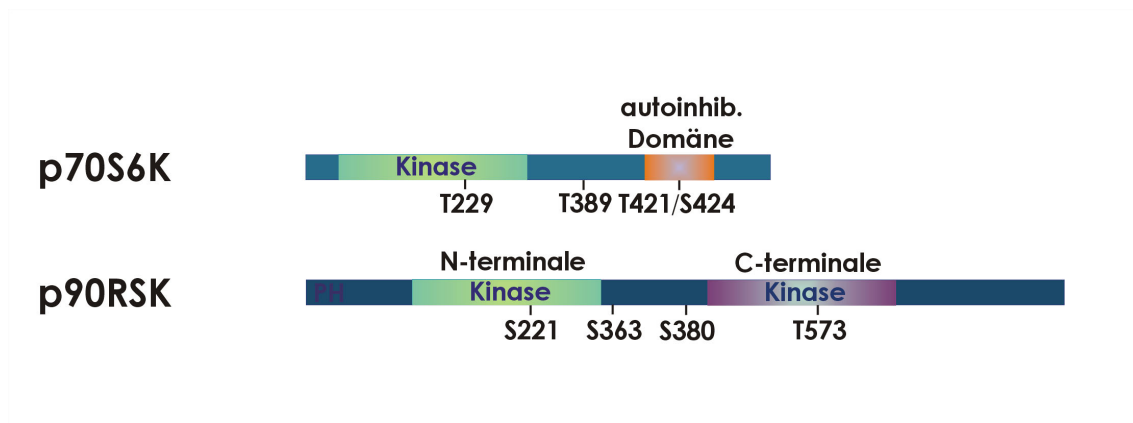 autoinhib.
Domäne
p70S6K
Kinase
T229 T389 T421/S424
N-terminale C-terminale
p90RSK
PH Kinase Kinase
S221 S363 S380 T573